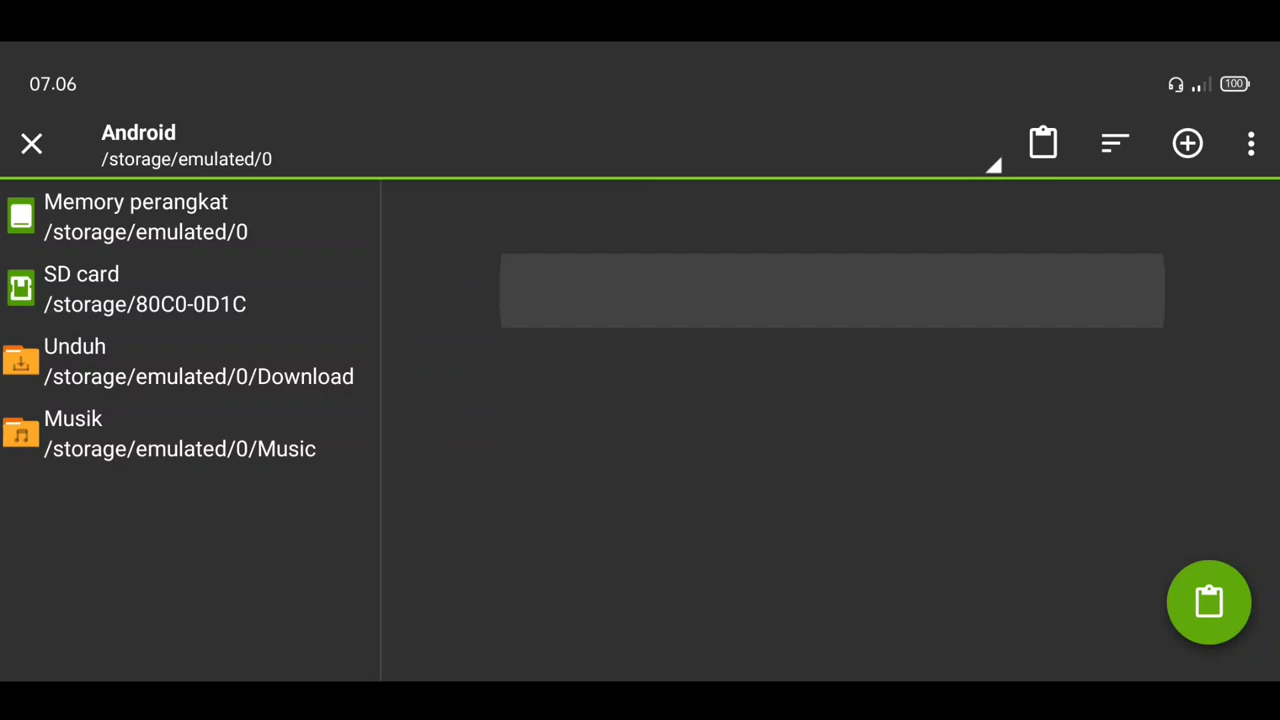 07.06
100
Android
/storage/emulated/0
Memory perangkat
/storage/emulated/0
SD card
/storage/80C0-0D1C
Unduh
/storage/emulated/0/Download
Musik
/storage/emulated/0/Music